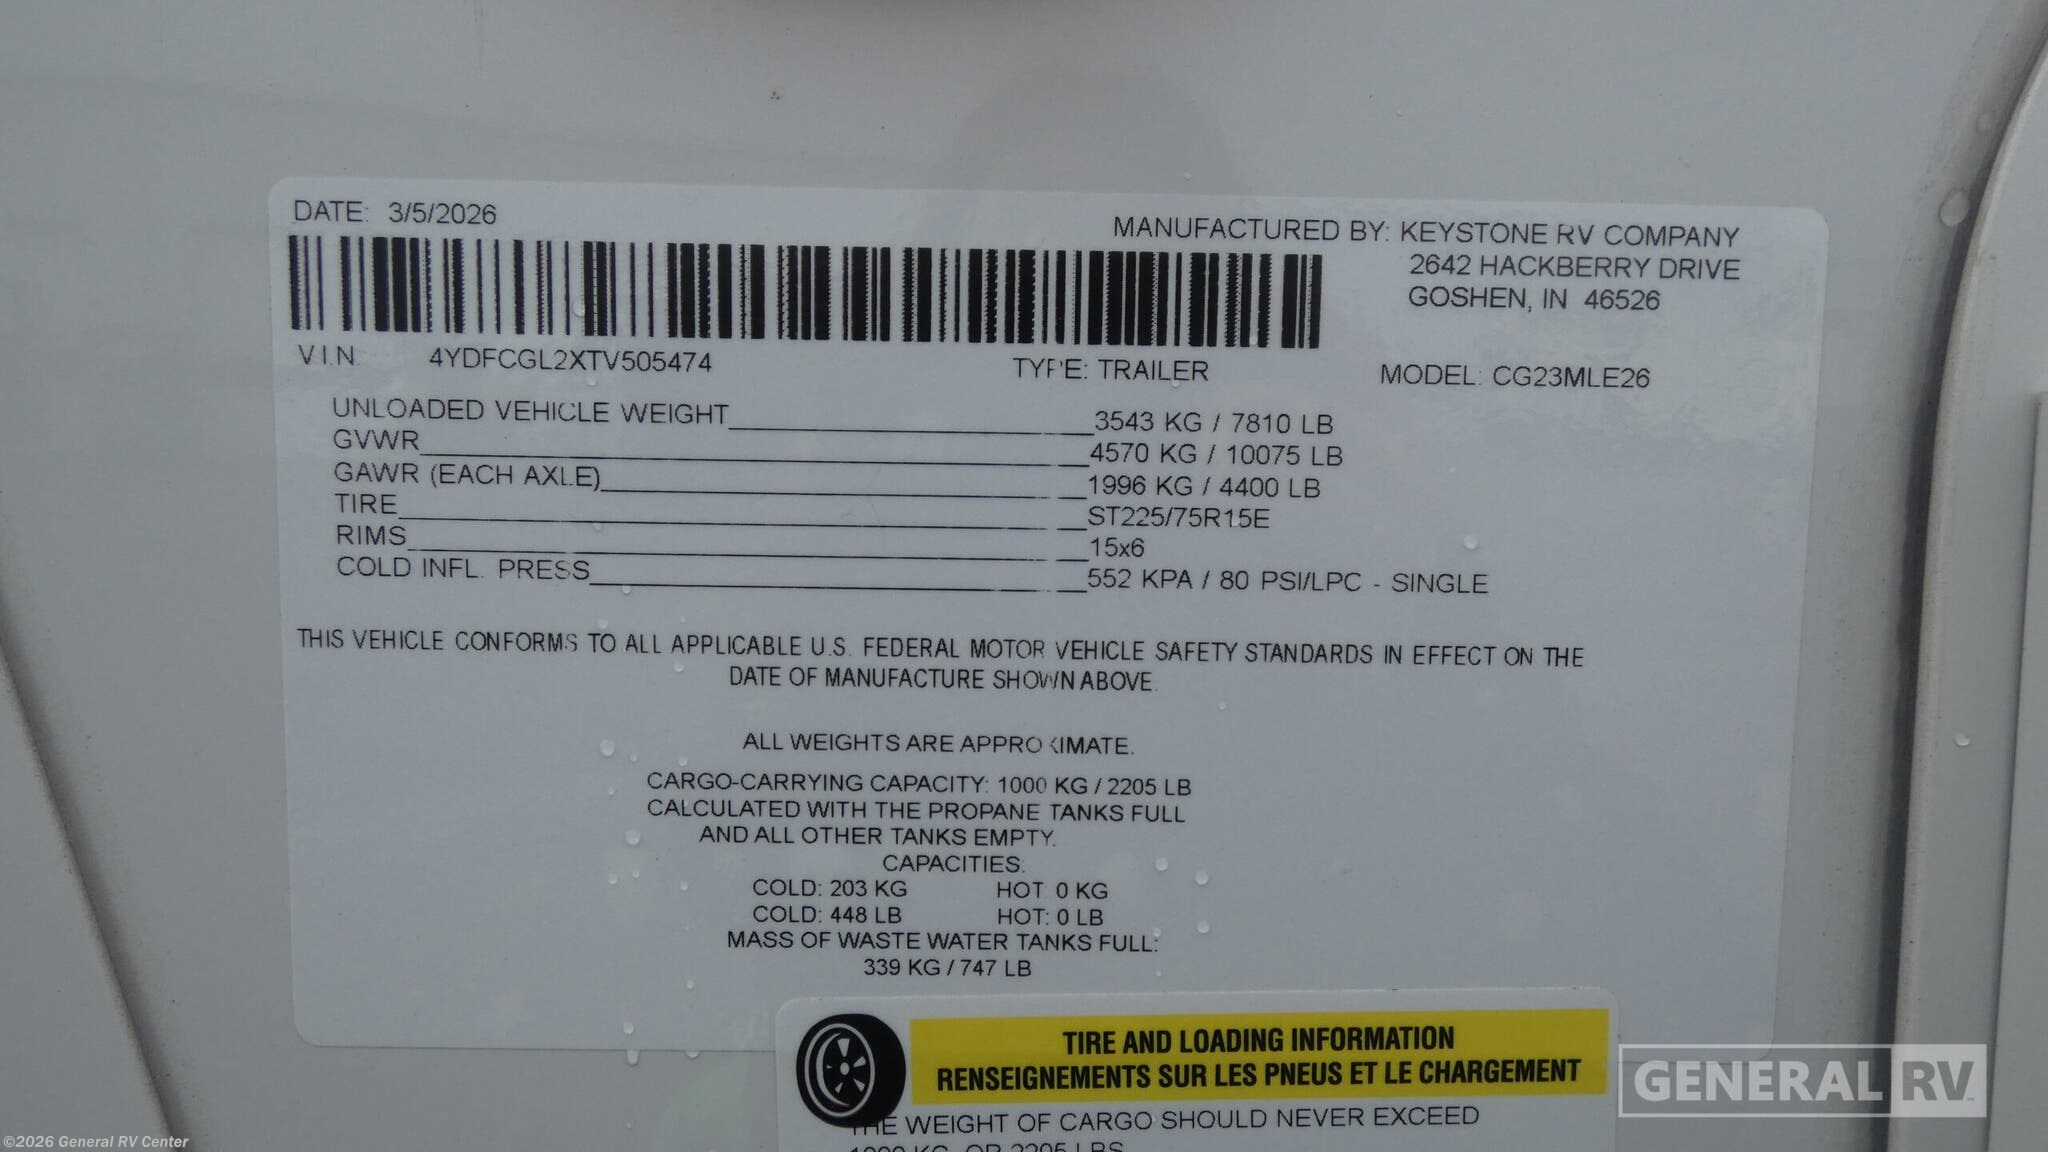 DATE: 3/5/2026
MANUFACTURED BY: KEYSTONE RV COMPANY
2642 HACKBERRY DRIVE
GOSHEN, IN 46526
V.I.N. 4YDFCGL2XTV505474 TYPE: TRAILER MODEL: CG23MLE26
UNLOADED VEHICLE WEIGHT 3543 KG / 7810 LB
GVWR 4570 KG / 10075 LB
GAWR (EACH AXLE) 1996 KG / 4400 LB
TIRE ST225/75R15E
RIMS 15x6
COLD INFL. PRESS 552 KPA / 80 PSI/LPC - SINGLE
THIS VEHICLE CONFORMS TO ALL APPLICABLE U.S. FEDERAL MOTOR VEHICLE SAFETY STANDARDS IN EFFECT ON THE
DATE OF MANUFACTURE SHOWN ABOVE.
ALL WEIGHTS ARE APPROXIMATE.
CARGO-CARRYING CAPACITY: 1000 KG / 2205 LB
CALCULATED WITH THE PROPANE TANKS FULL
AND ALL OTHER TANKS EMPTY.
CAPACITIES:
COLD: 203 KG HOT 0 KG
COLD: 448 LB HOT: 0 LB
MASS OF WASTE WATER TANKS FULL:
339 KG / 747 LB
TIRE AND LOADING INFORMATION
RENSEIGNEMENTS SUR LES PNEUS ET LE CHARGEMENT
THE WEIGHT OF CARGO SHOULD NEVER EXCEED
1000 KG OR 2205 LBS
GENERAL RV
©2026 General RV Center